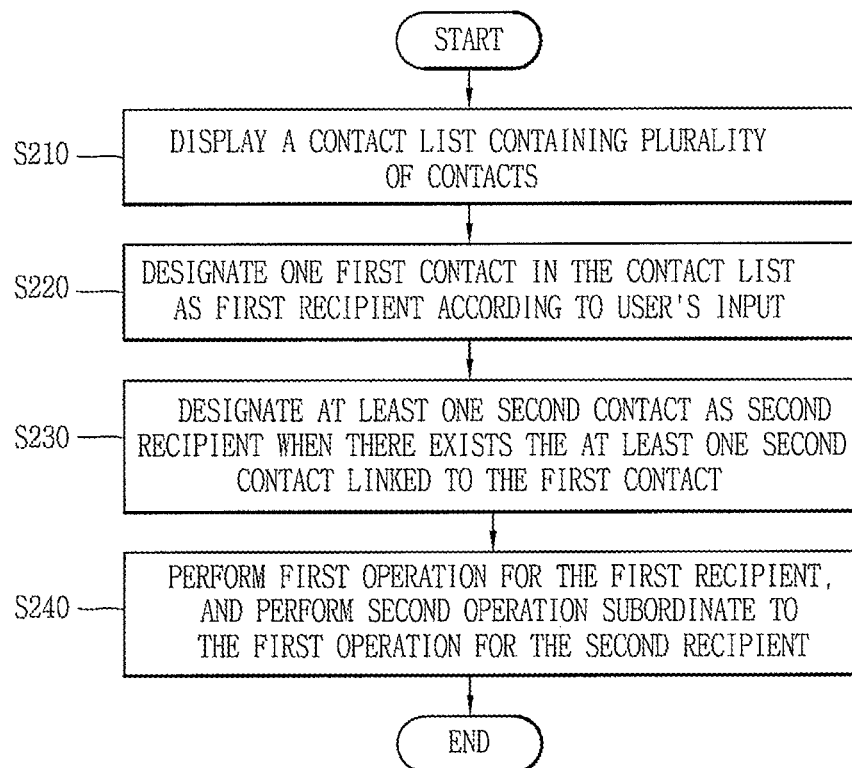 START
S210
DISPLAY A CONTACT LIST CONTAINING PLURALITY
OF CONTACTS
S220
DESIGNATE ONE FIRST CONTACT IN THE CONTACT LIST
AS FIRST RECIPIENT ACCORDING TO USER'S INPUT
S230
DESIGNATE AT LEAST ONE SECOND CONTACT AS SECOND
RECIPIENT WHEN THERE EXISTS THE AT LEAST ONE SECOND
CONTACT LINKED TO THE FIRST CONTACT
S240
PERFORM FIRST OPERATION FOR THE FIRST RECIPIENT,
AND PERFORM SECOND OPERATION SUBORDINATE TO
THE FIRST OPERATION FOR THE SECOND RECIPIENT
END